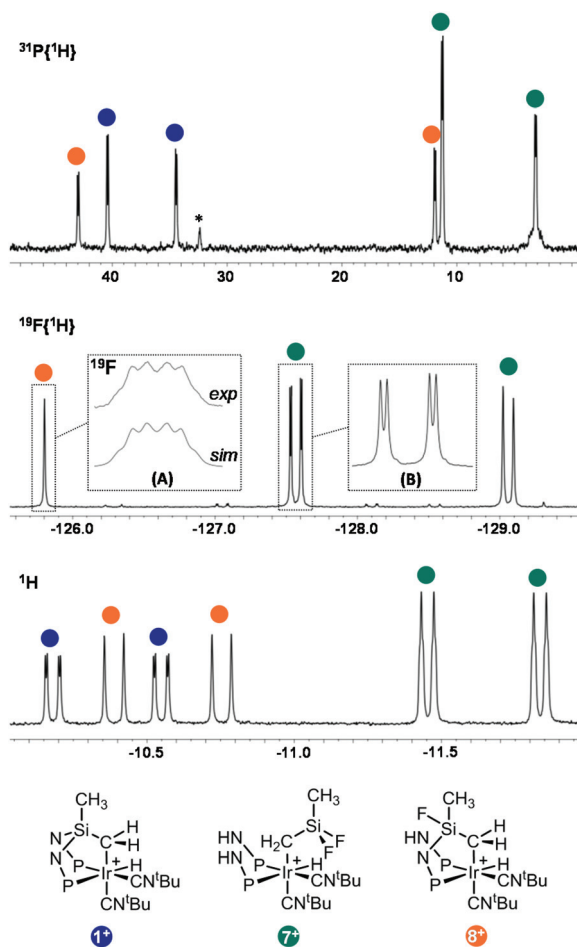 ³¹P{¹H}
*
40 30 20 10
¹⁹F{¹H}
¹⁹F
exp
sim
(A)
(B)
-126.0 -127.0 -128.0 -129.0
¹H
-10.5 -11.0 -11.5
CH₃
Si
N
N
C
H
H
P
P
Ir
+
H
CNᵗBu
CNᵗBu
1⁺
CH₃
Si
H₂C
F
F
HN
HN
P
P
Ir
+
H
CNᵗBu
CNᵗBu
7⁺
F
CH₃
Si
HN
N
C
H
H
P
P
Ir
+
H
CNᵗBu
CNᵗBu
8⁺